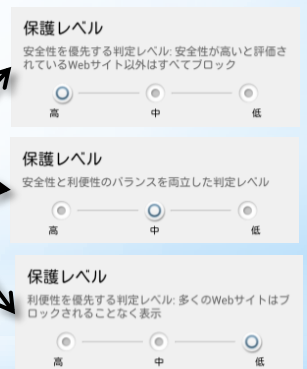 保護レベル
安全性を優先する判定レベル: 安全性が高いと評価さ
れているWebサイト以外はすべてブロック
高 中 低
保護レベル
安全性と利便性のバランスを両立した判定レベル
高 中 低
保護レベル
利便性を優先する判定レベル: 多くのWebサイトはブ
ロックされることなく表示
高 中 低